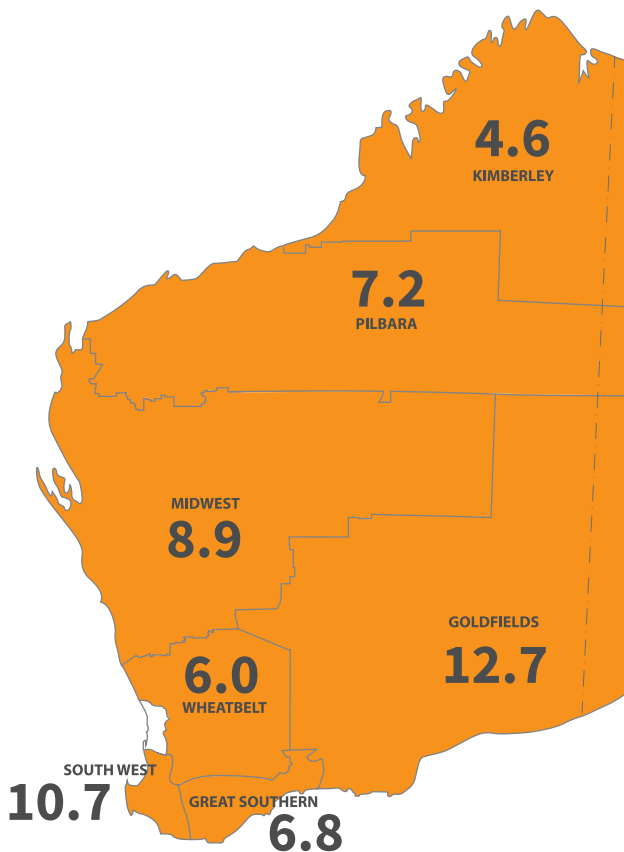 4.6
KIMBERLEY
7.2
PILBARA
MIDWEST
8.9
GOLDFIELDS
12.7
6.0
WHEATBELT
SOUTH WEST
10.7
GREAT SOUTHERN
6.8